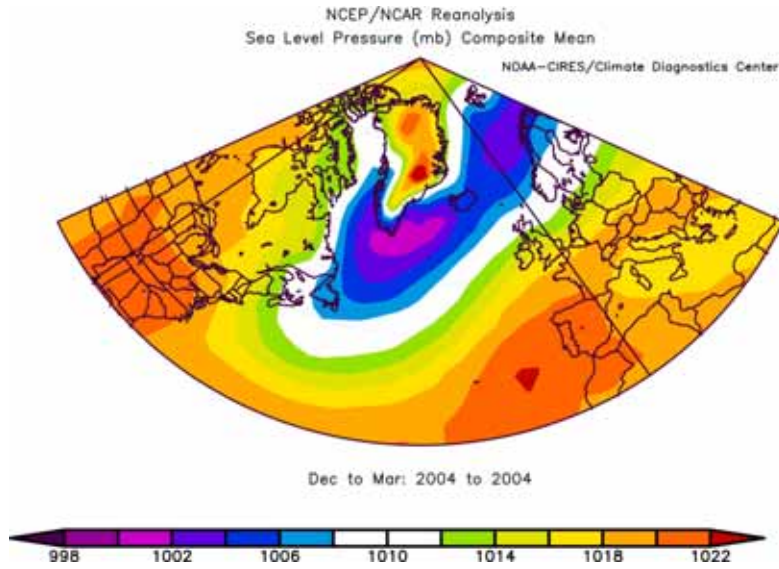 NCEP/NCAR Reanalysis
Sea Level Pressure (mb) Composite Mean
NOAA-CIRES/Climate Diagnostics Center
Dec to Mar: 2004 to 2004
998 1002 1006 1010 1014 1018 1022